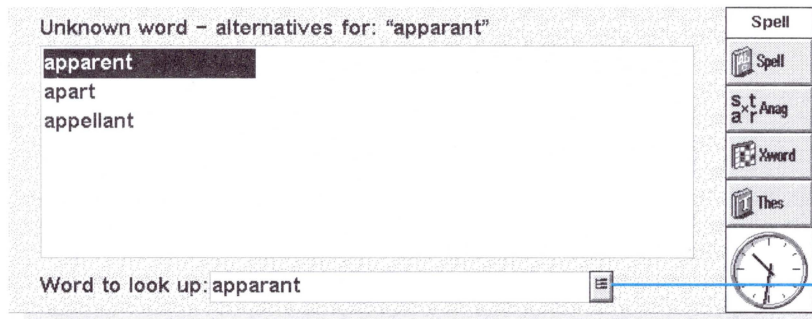 Unknown word – alternatives for: “apparant”
apparent
apart
appellant
Word to look up: apparant
Spell
Spell
s x t a r Anag
Xword
Thes